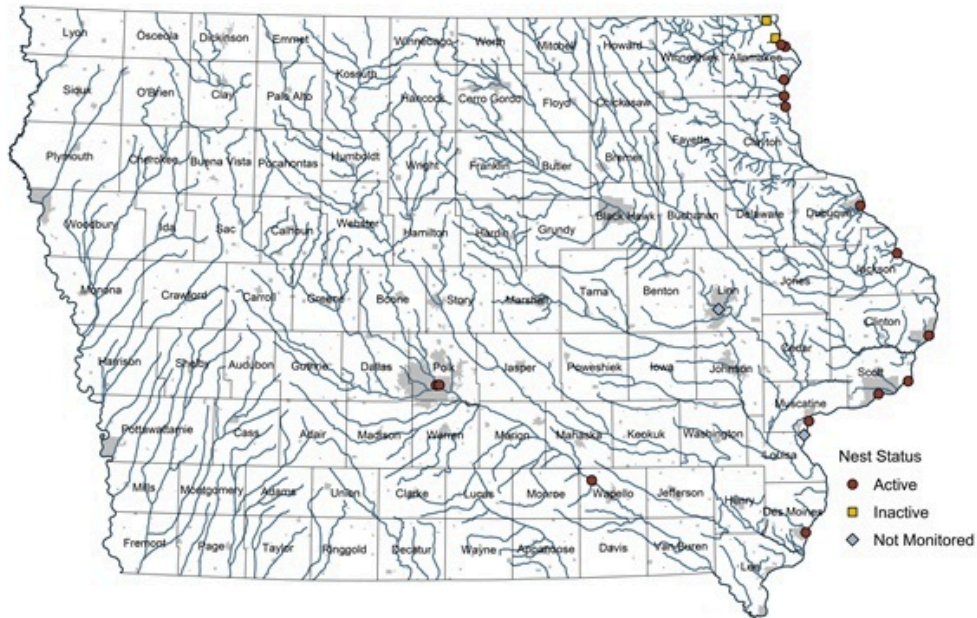 Lyon
Osceola
Dickinson
Emmet
Winnebago
Worth
Mitchell
Howard
Winneshiek
Allamakee
Kossuth
Sioux
O'Brien
Clay
Palo Alto
Hancock
Cerro Gordo
Floyd
Chickasaw
Fayette
Clayton
Plymouth
Cherokee
Buena Vista
Pocahontas
Humboldt
Wright
Franklin
Butler
Bremer
Woodbury
Ida
Sac
Calhoun
Webster
Hamilton
Hardin
Grundy
Black Hawk
Buchanan
Delaware
Dubuque
Monona
Crawford
Carroll
Greene
Boone
Story
Marshall
Tama
Benton
Linn
Jones
Jackson
Clinton
Cedar
Harrison
Shelby
Audubon
Guthrie
Dallas
Polk
Jasper
Poweshiek
Iowa
Johnson
Scott
Muscatine
Pottawattamie
Cass
Adair
Madison
Warren
Marion
Mahaska
Keokuk
Washington
Louisa
Nest Status
Active
Inactive
Not Monitored
Mills
Montgomery
Adams
Union
Clarke
Lucas
Monroe
Wapello
Jefferson
Henry
Des Moines
Fremont
Page
Taylor
Ringgold
Decatur
Wayne
Appanoose
Davis
Van Buren
Lee